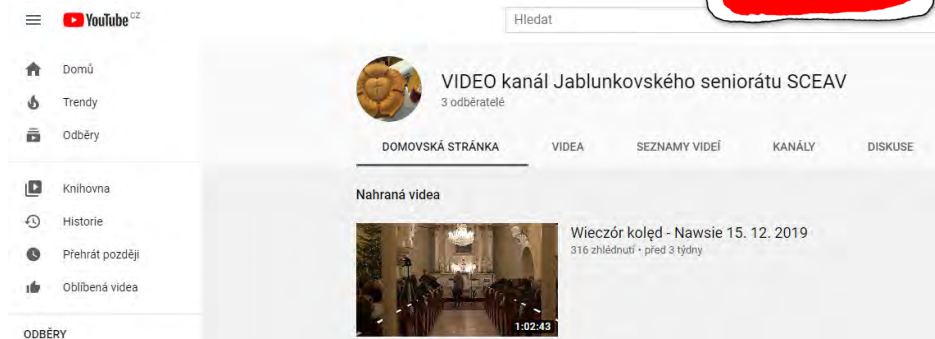 YouTube CZ
Hledat
Domů
Trendy
Odběry
Knihovna
Historie
Přehrát později
Oblíbená videa
ODBĚRY
VIDEO kanál Jablunkovského seniorátu SCEAV
3 odběratelé
DOMOVSKÁ STRÁNKA VIDEA SEZNAMY VIDEÍ KANÁLY DISKUSE
Nahraná videa
Wieczór kolęd - Nawsie 15. 12. 2019
316 zhlédnutí • před 3 týdny
1:02:43